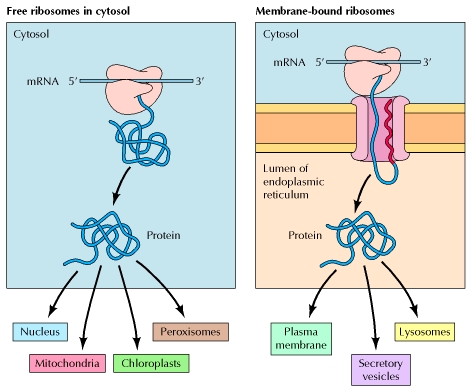 Free ribosomes in cytosol
Cytosol
mRNA 5′ 3′
Protein
Nucleus
Peroxisomes
Mitochondria
Chloroplasts
Membrane-bound ribosomes
Cytosol
mRNA 5′ 3′
Lumen of
endoplasmic
reticulum
Protein
Plasma
membrane
Lysosomes
Secretory
vesicles